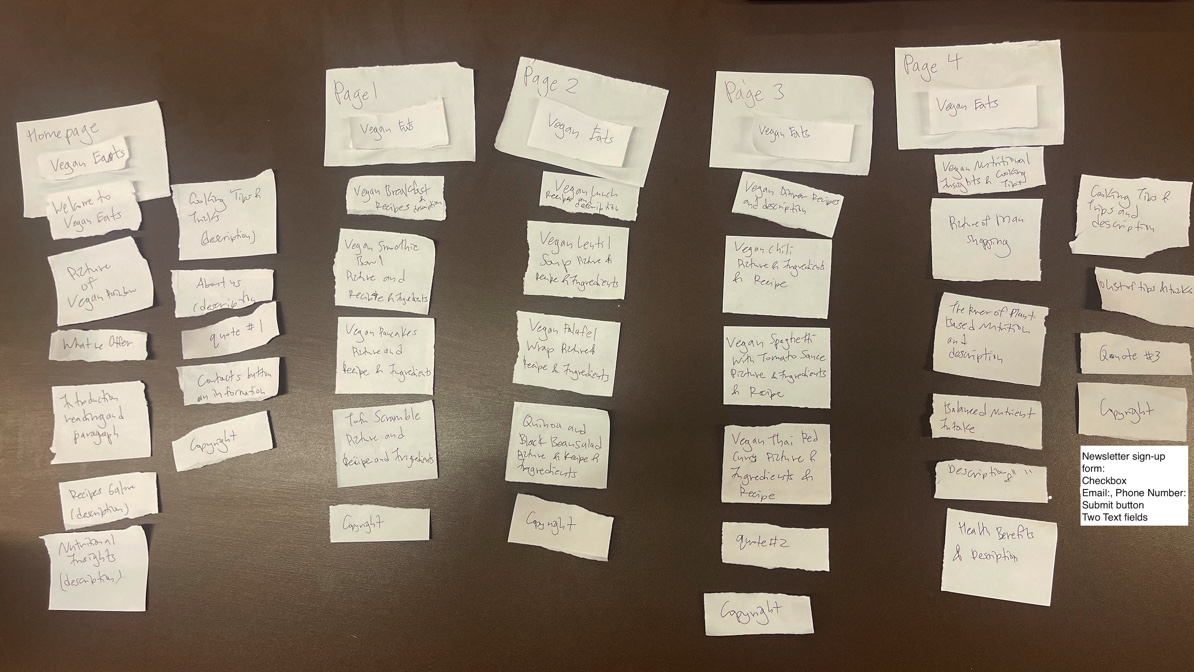 Homepage
Vegan Eats
Welcome to
Vegan Eats
Picture
of
Vegan
What we Offer
Introduction
heading and
paragraph
Recipes Galore
(description)
Nutritional
Insights
(description)
Cooking Tips &
Tricks
(description)
About us
(description)
quote #1
Contacts button
an information
Copyright
Page 1
Vegan Eats
Vegan Breakfast
Recipes description
Vegan Smoothie
Bowl
Picture and
Recipe & Ingredients
Vegan Pancakes
Picture and
Recipe & Ingredients
Tofu Scramble
Picture and
Recipe and Ingredients
Copyright
Page 2
Vegan Eats
Vegan Lunch
Recipes and description
Vegan Lentil
Soup Picture &
Recipe & Ingredients
Vegan Falafel
Wrap Picture &
Recipe & Ingredients
Quinoa and
Black Bean Salad
Picture & Recipe &
Ingredients
Copyright
Page 3
Vegan Eats
Vegan Dinner Recipes
and description
Vegan Chili
Picture & Ingredients
& Recipe
Vegan Spaghetti
with Tomato Sauce
Picture & Ingredients
& Recipe
Vegan Thai Red
Curry Picture &
Ingredients &
Recipe
quote #2
Copyright
Page 4
Vegan Eats
Vegan Nutritional
Insights & Cooking
Tips
Picture of Man
shopping
The Power of Plant
Based Nutrition
and
description
Balanced Nutrient
Intake
Description " "
Health Benefits
& Description
Cooking Tips &
Trips and
description
List of tips & tricks
Quote #3
Copyright
Newsletter sign-up
form:
Checkbox
Email:, Phone Number:
Submit button
Two Text fields